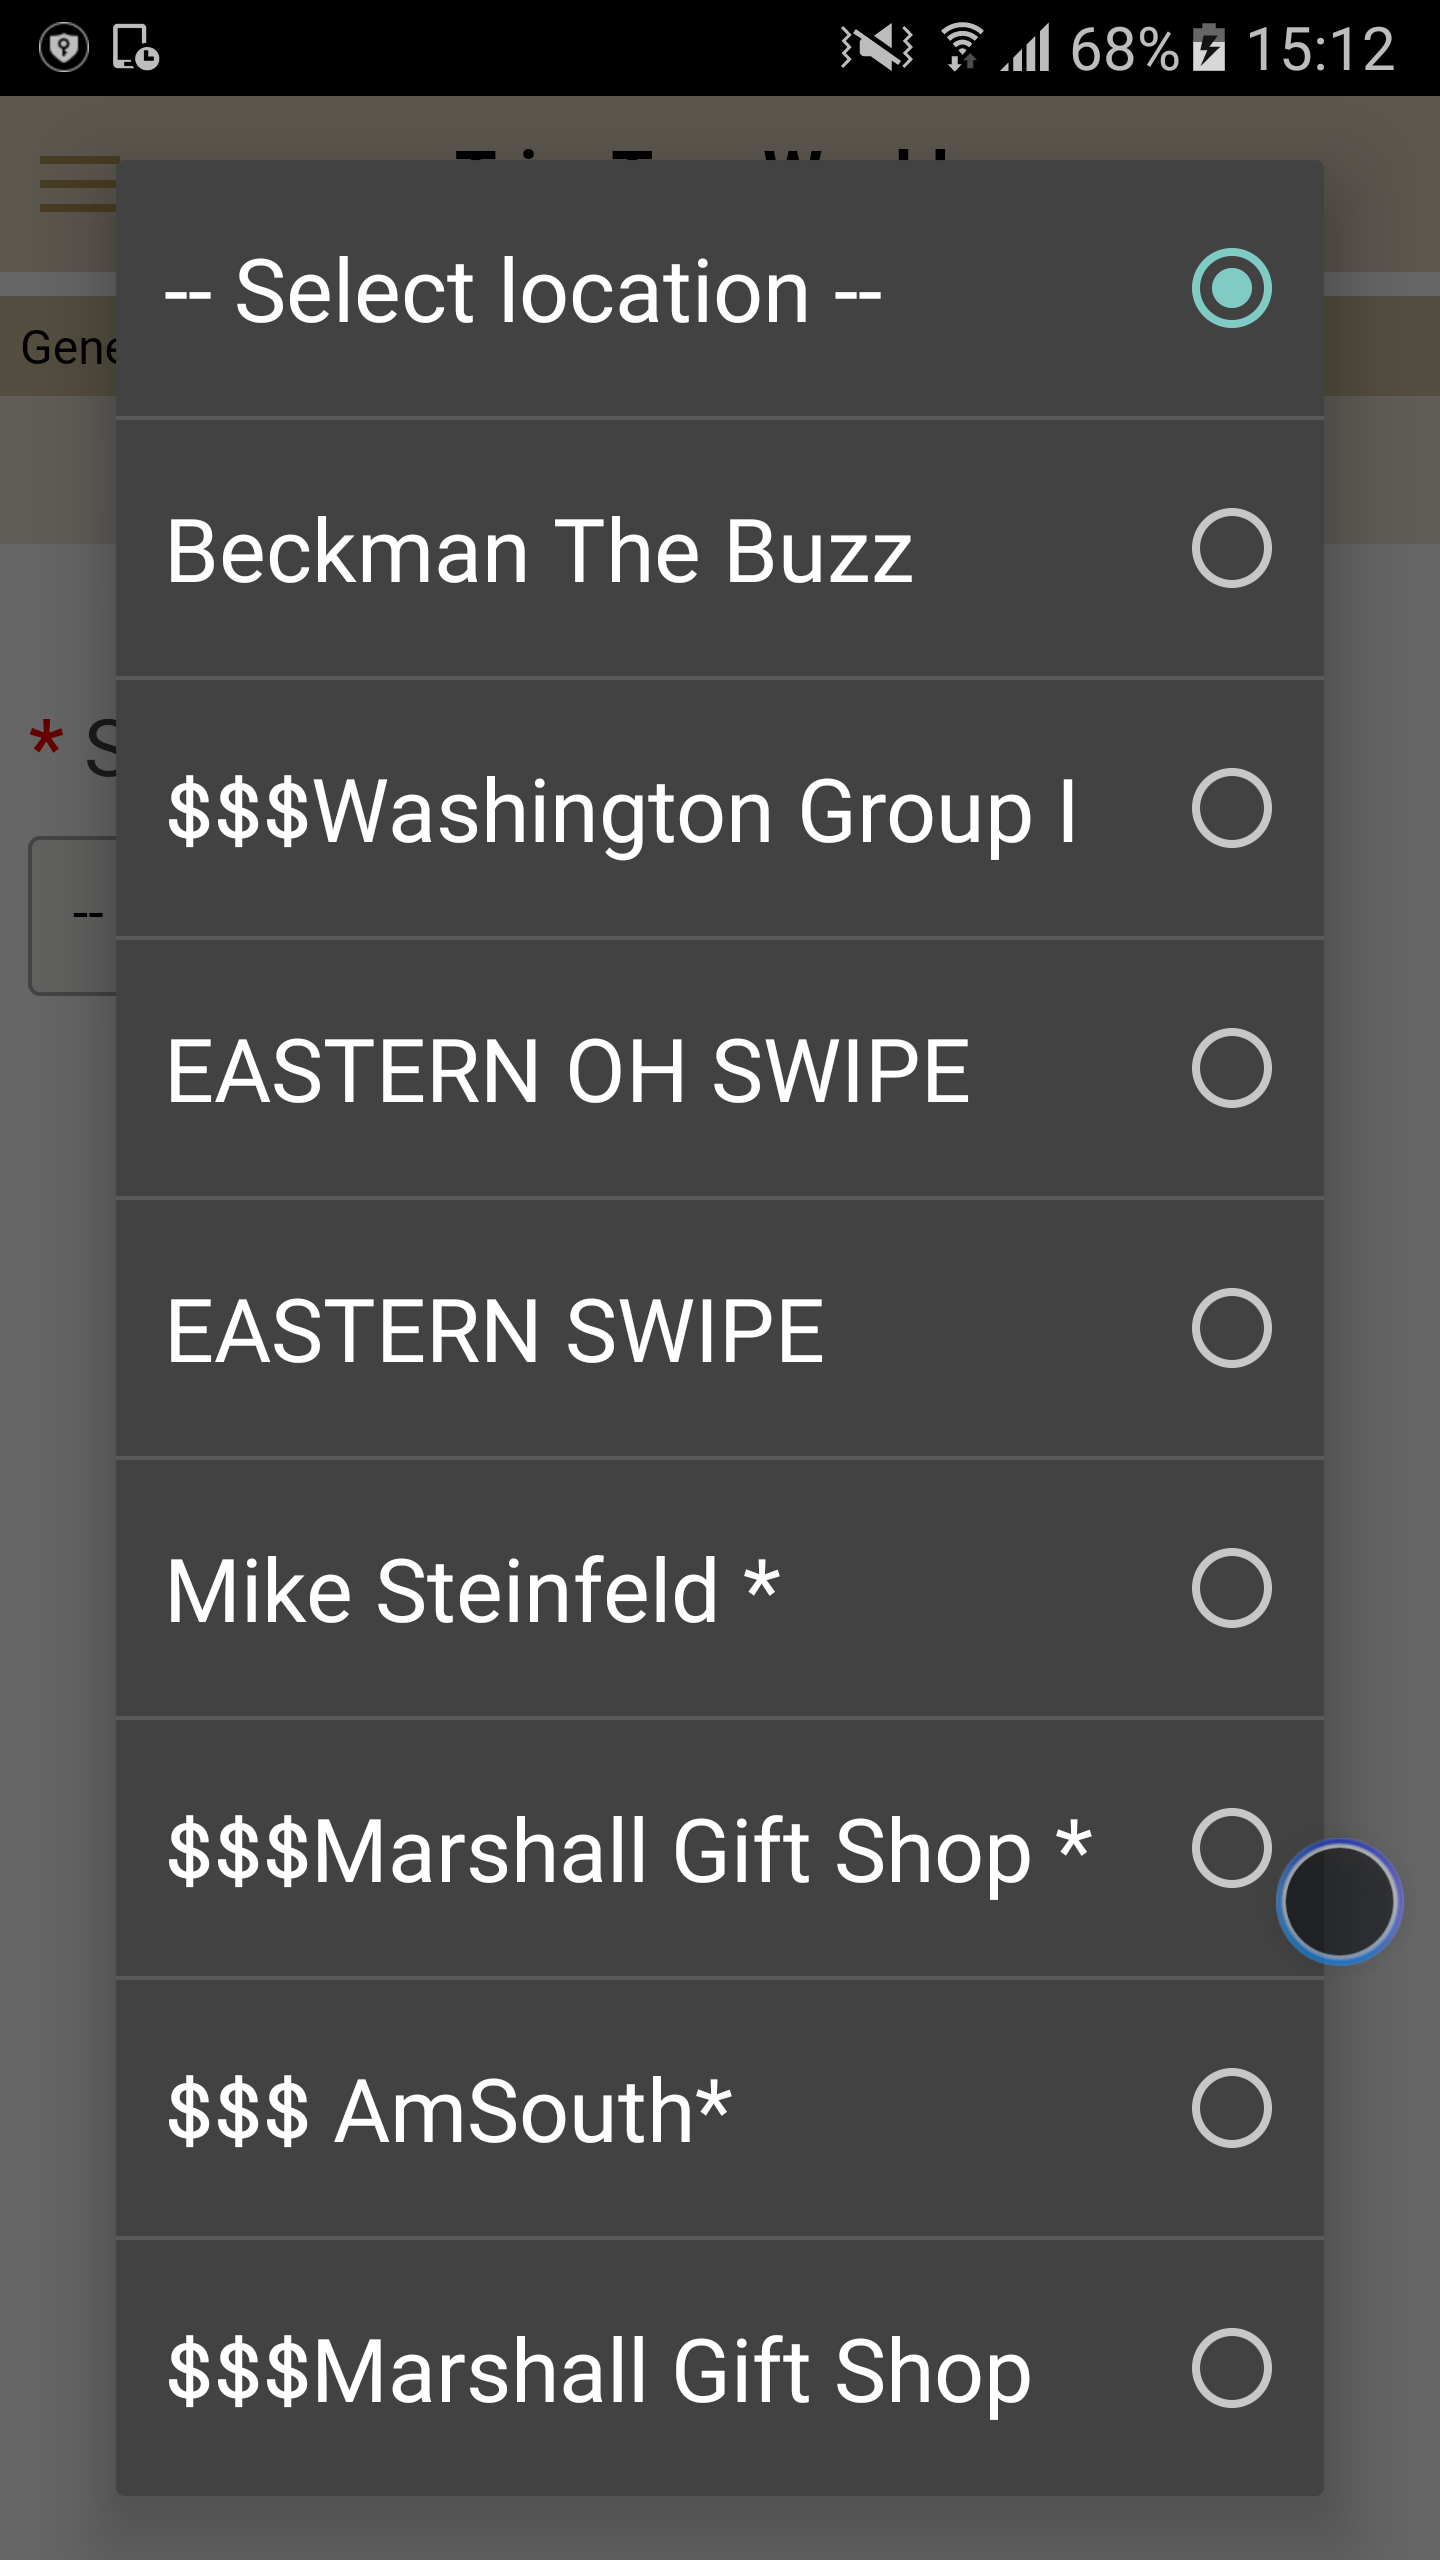 68% 15:12
-- Select location --
Gene
Beckman The Buzz
* S
$$$Washington Group I
--
EASTERN OH SWIPE
EASTERN SWIPE
Mike Steinfeld *
$$$Marshall Gift Shop *
$$$ AmSouth*
$$$Marshall Gift Shop